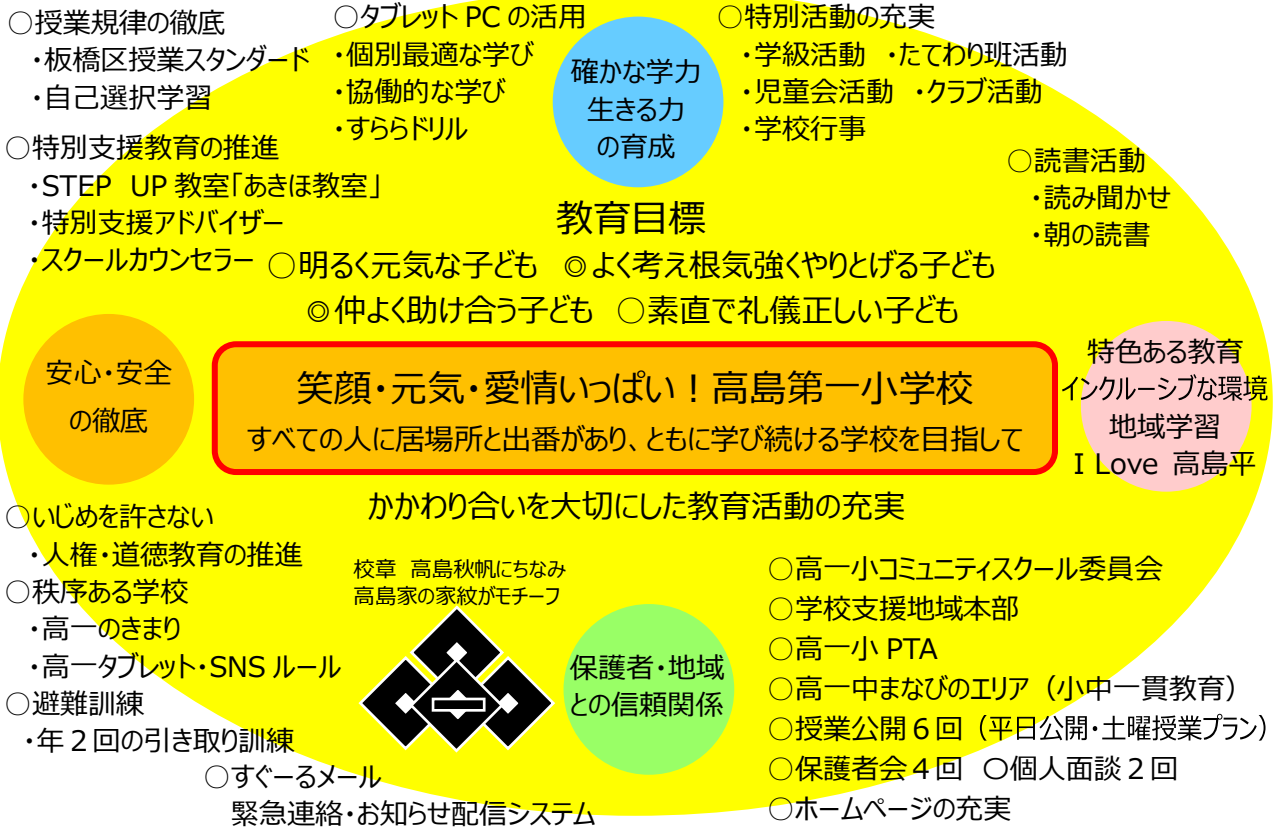 ○授業規律の徹底
・板橋区授業スタンダード
・自己選択学習
○特別支援教育の推進
・STEP UP 教室「あきほ教室」
・特別支援アドバイザー
・スクールカウンセラー
○タブレット PC の活用
・個別最適な学び
・協働的な学び
・すららドリル
確かな学力
生きる力
の育成
○特別活動の充実
・学級活動 ・たてわり班活動
・児童会活動 ・クラブ活動
・学校行事
○読書活動
・読み聞かせ
・朝の読書
教育目標
○明るく元気な子ども ◎よく考え根気強くやりとげる子ども
◎仲よく助け合う子ども ○素直で礼儀正しい子ども
安心・安全
の徹底
笑顔・元気・愛情いっぱい！高島第一小学校
すべての人に居場所と出番があり、ともに学び続ける学校を目指して
特色ある教育
インクルーシブな環境
地域学習
I Love 高島平
かかわり合いを大切にした教育活動の充実
○いじめを許さない
・人権・道徳教育の推進
○秩序ある学校
・高一のきまり
・高一タブレット・SNS ルール
○避難訓練
・年２回の引き取り訓練
○すぐーるメール
緊急連絡・お知らせ配信システム
校章 高島秋帆にちなみ
高島家の家紋がモチーフ
保護者・地域
との信頼関係
○高一小コミュニティスクール委員会
○学校支援地域本部
○高一小 PTA
○高一中まなびのエリア（小中一貫教育）
○授業公開６回（平日公開・土曜授業プラン）
○保護者会４回 〇個人面談２回
○ホームページの充実